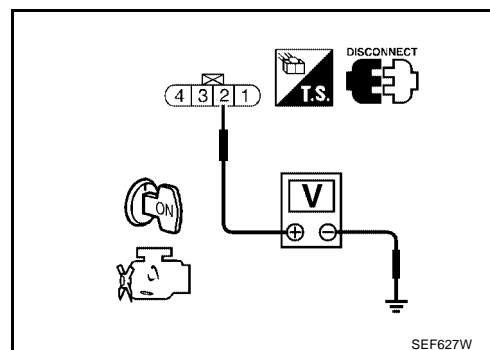 DISCONNECT
T.S.
4 3 2 1
V
ON
+ −
SEF627W